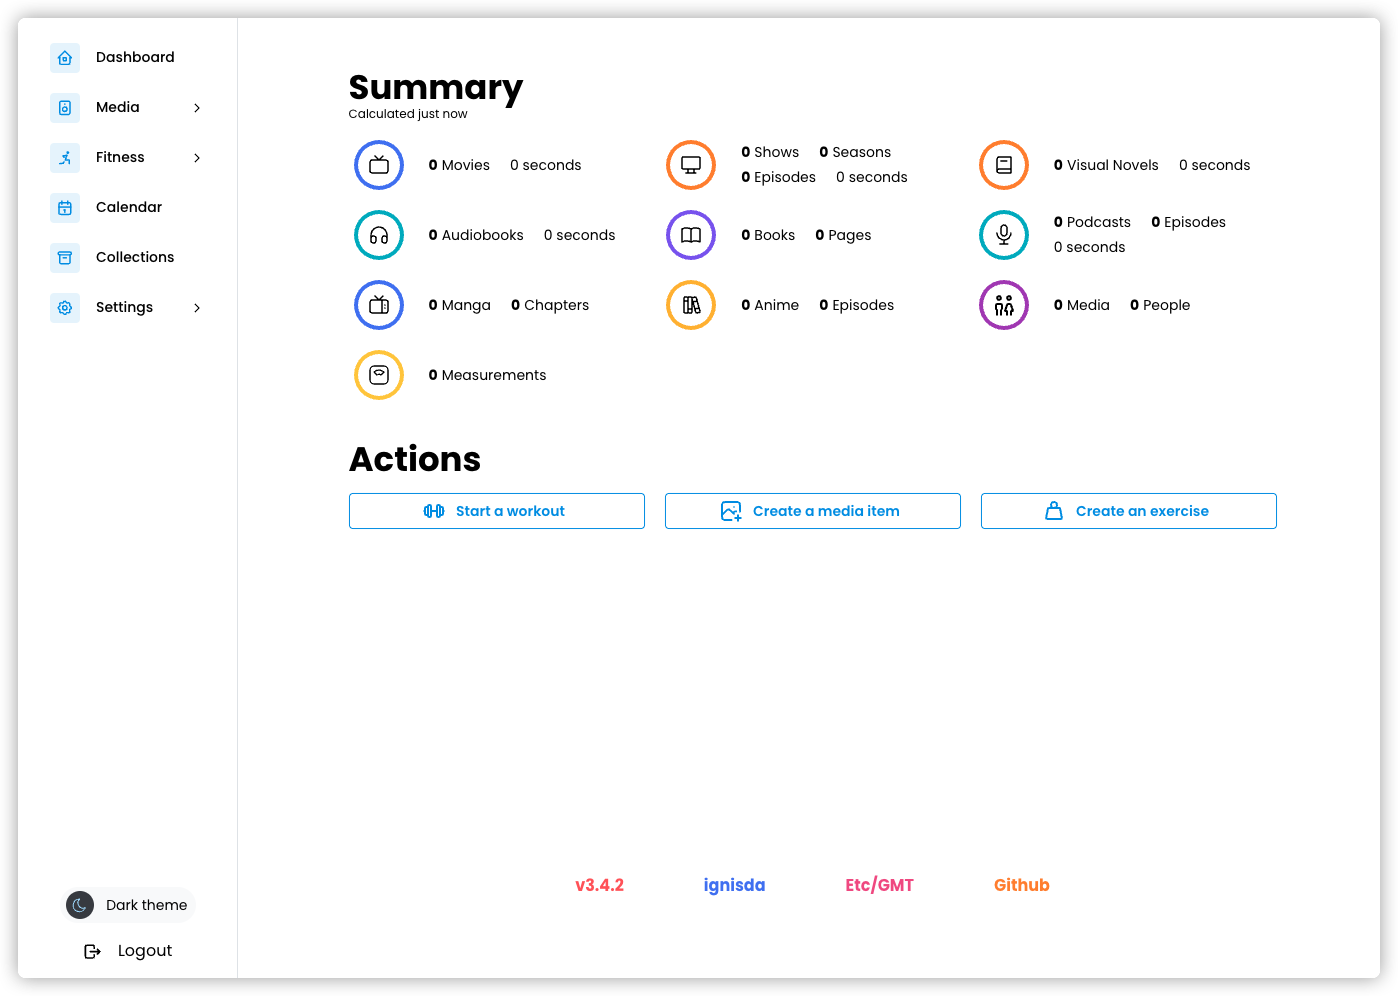 Dashboard
Media
Fitness
Calendar
Collections
Settings
Dark theme
Logout
Summary
Calculated just now
0 Movies 0 seconds
0 Shows 0 Seasons
0 Episodes 0 seconds
0 Visual Novels 0 seconds
0 Audiobooks 0 seconds
0 Books 0 Pages
0 Podcasts 0 Episodes
0 seconds
0 Manga 0 Chapters
0 Anime 0 Episodes
0 Media 0 People
0 Measurements
Actions
Start a workout
Create a media item
Create an exercise
v3.4.2
ignisda
Etc/GMT
Github